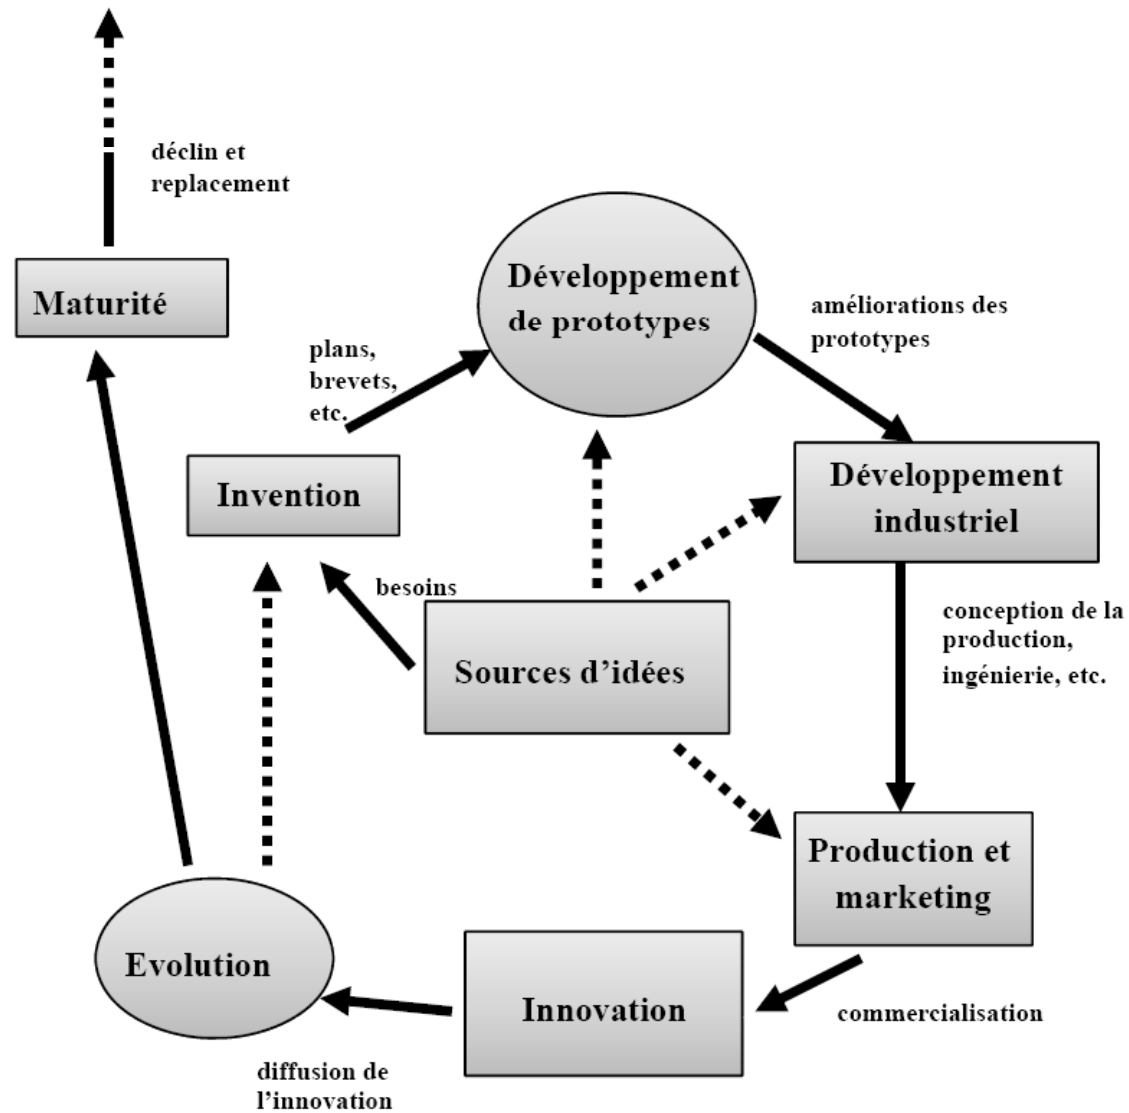 déclin et
replacement
Maturité
Développement
de prototypes
améliorations des
prototypes
plans,
brevets,
etc.
Invention
Développement
industriel
besoins
Sources d’idées
conception de la
production,
ingénierie, etc.
Production et
marketing
Evolution
Innovation
commercialisation
diffusion de
l’innovation